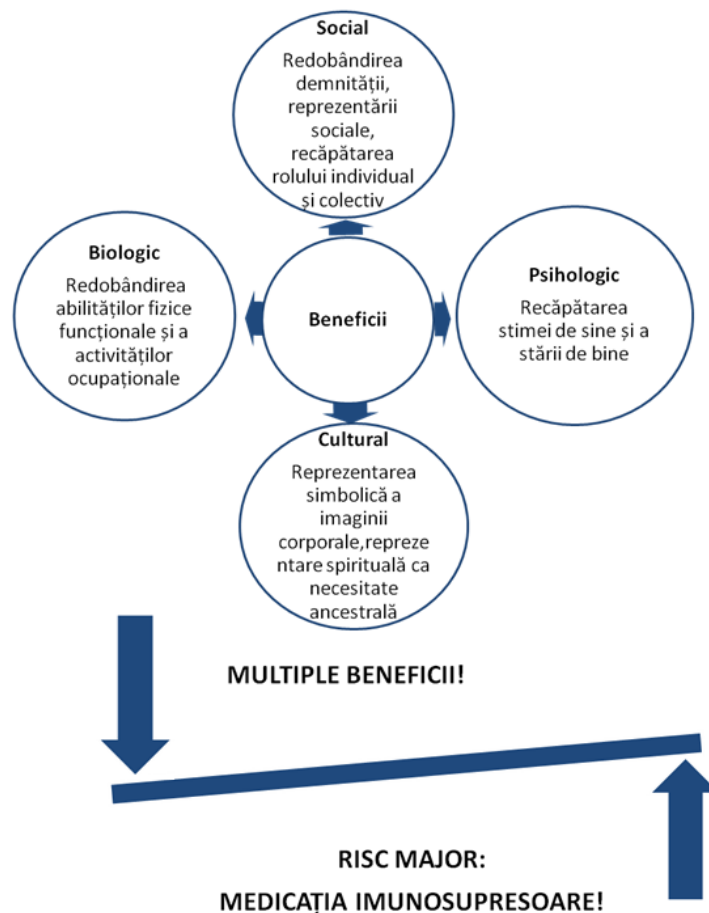 Social
Redobândirea
demnității,
reprezentării
sociale,
recăpătarea
rolului individual
și colectiv
Biologic
Redobândirea
abilităților fizice
funcționale și a
activităților
ocupaționale
Beneficii
Psihologic
Recăpătarea
stimei de sine și a
stării de bine
Cultural
Reprezentarea
simbolică a
imaginii
corporale,repreze
ntare spirituală ca
necesitate
ancestrală
MULTIPLE BENEFICII!
RISC MAJOR:
MEDICAȚIA IMUNOSUPRESOARE!